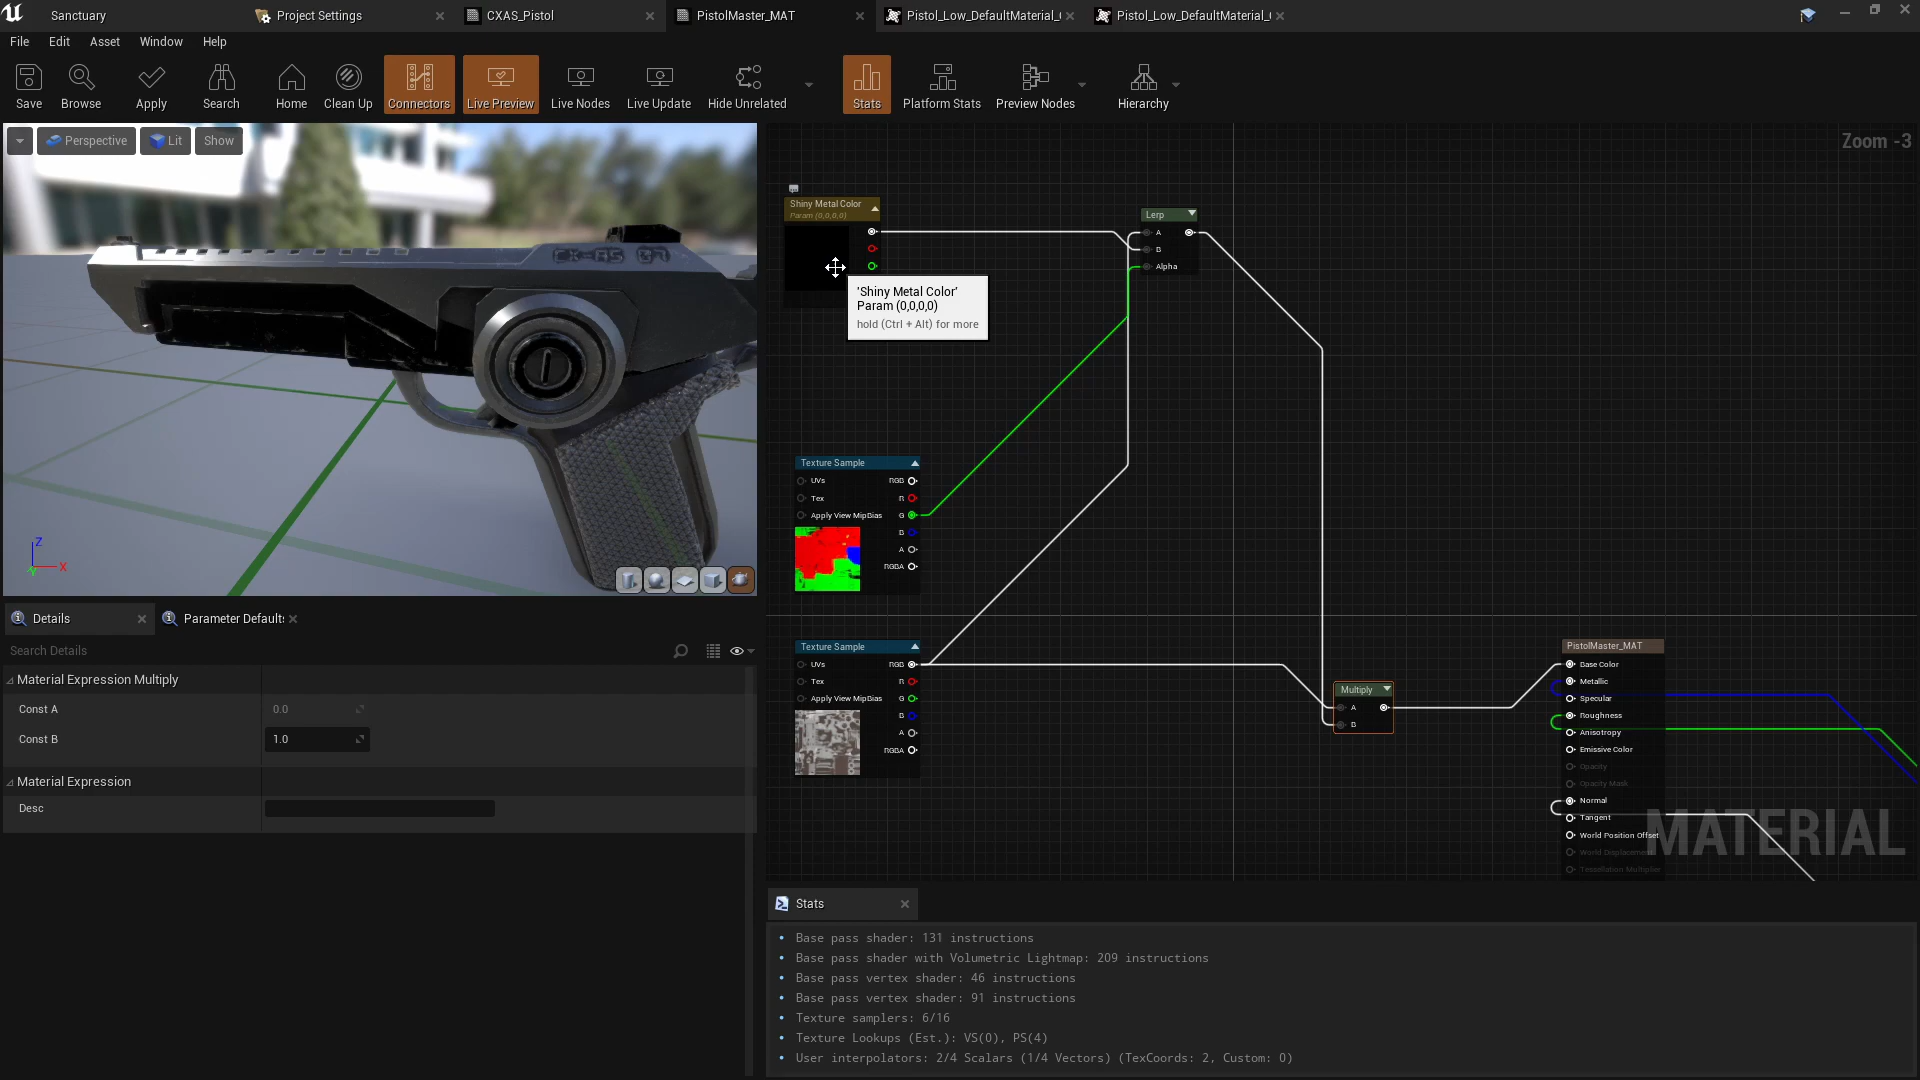 Sanctuary
Project Settings
CXAS_Pistol
PistolMaster_MAT
Pistol_Low_DefaultMaterial_
Pistol_Low_DefaultMaterial_
File Edit Asset Window Help
Save
Browse
Apply
Search
Home
Clean Up
Connectors
Live Preview
Live Nodes
Live Update
Hide Unrelated
Stats
Platform Stats
Preview Nodes
Hierarchy
Perspective
Lit
Show
Zoom -3
Shiny Metal Color
Param (0,0,0,0)
'Shiny Metal Color'
Param (0,0,0,0)
hold (Ctrl + Alt) for more
Lerp
A
B
Alpha
Texture Sample
UVs RGB
Tex R
Apply View MipBias G
B
A
RGBA
Texture Sample
UVs RGB
Tex R
Apply View MipBias G
B
A
RGBA
Multiply
A
B
PistolMaster_MAT
Base Color
Metallic
Specular
Roughness
Anisotropy
Emissive Color
Opacity
Opacity Mask
Normal
Tangent
World Position Offset
World Displacement
Tessellation Multiplier
MATERIAL
Z
X
Y
Details
Parameter Default
Search Details
Material Expression Multiply
Const A 0.0
Const B 1.0
Material Expression
Desc
Stats
Base pass shader: 131 instructions
Base pass shader with Volumetric Lightmap: 209 instructions
Base pass vertex shader: 46 instructions
Base pass vertex shader: 91 instructions
Texture samplers: 6/16
Texture Lookups (Est.): VS(0), PS(4)
User interpolators: 2/4 Scalars (1/4 Vectors) (TexCoords: 2, Custom: 0)